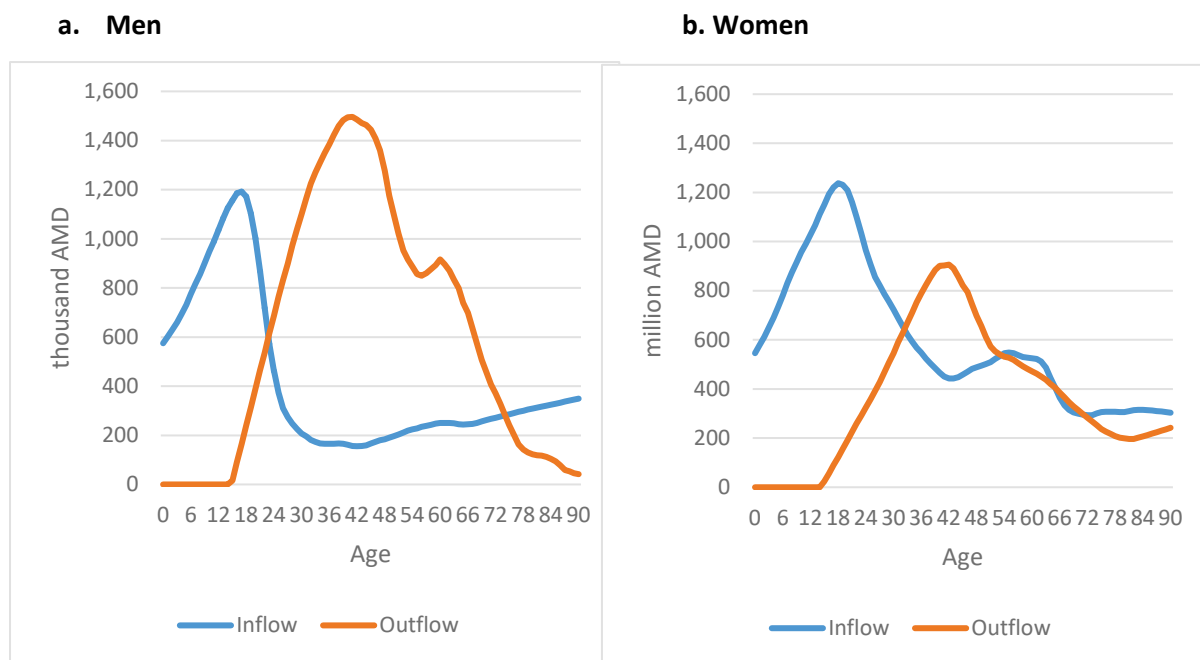 a. Men
1,600
1,400
1,200
1,000
800
600
400
200
0
thousand AMD
0 6 12 18 24 30 36 42 48 54 60 66 72 78 84 90
Age
Inflow Outflow
b. Women
1,600
1,400
1,200
1,000
800
600
400
200
0
million AMD
0 6 12 18 24 30 36 42 48 54 60 66 72 78 84 90
Age
Inflow Outflow